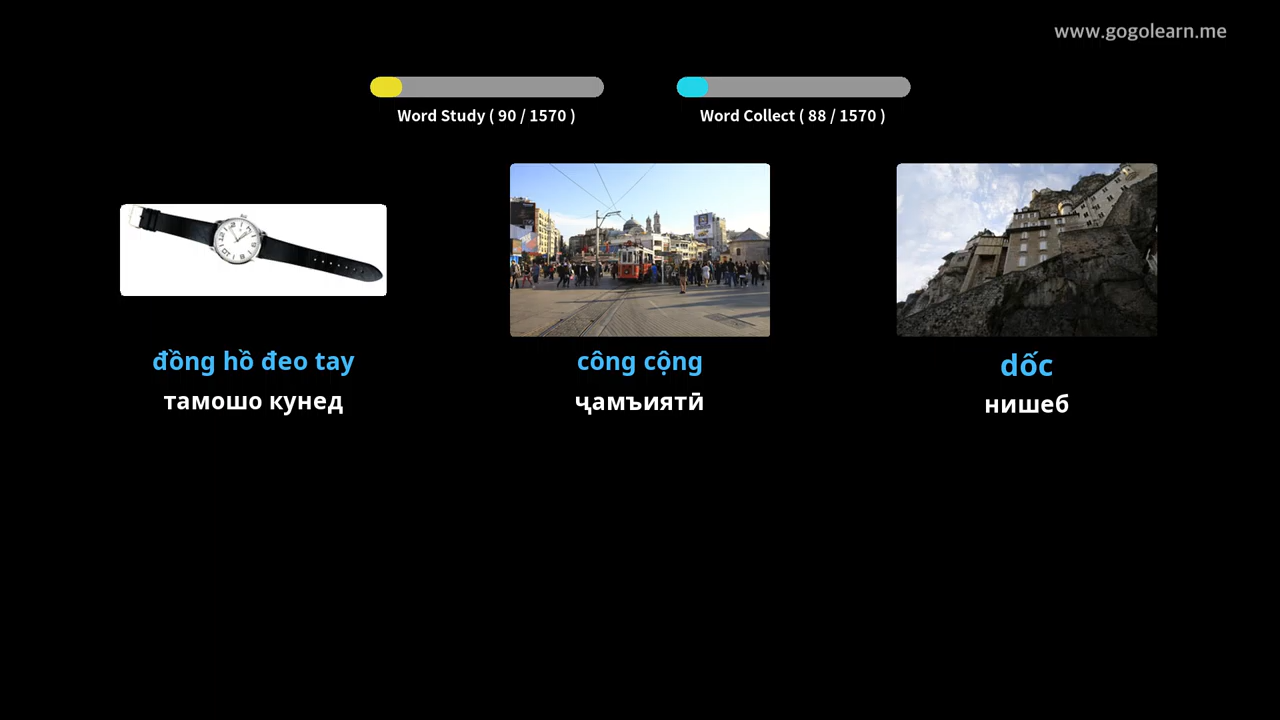 www.gogolearn.me
Word Study ( 90 / 1570 )
Word Collect ( 88 / 1570 )
đồng hồ đeo tay
công cộng
dốc
тамошо кунед
ҷамъиятӣ
нишеб